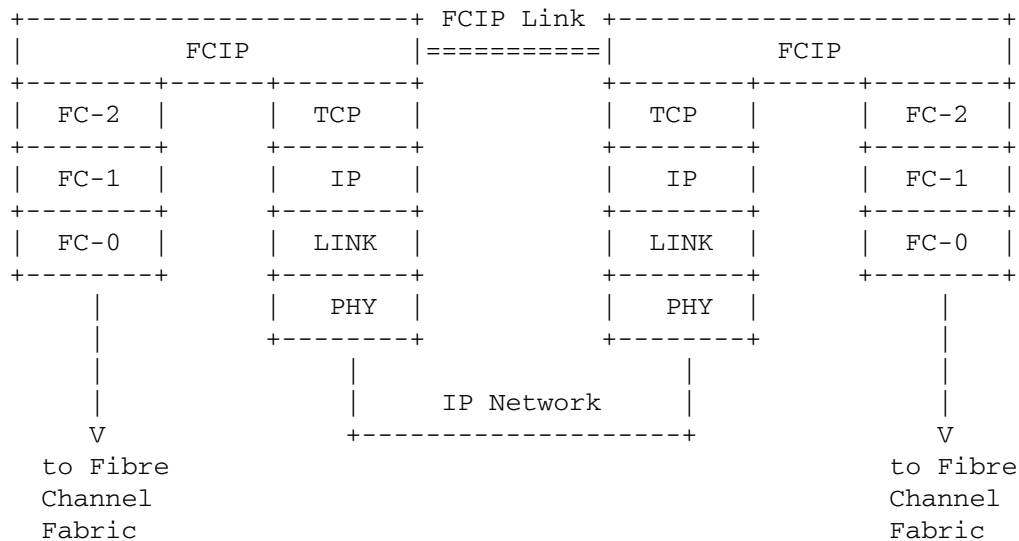 +-------------------------+ FCIP Link +-------------------------+
|          FCIP           |===========|          FCIP           |
+---------+------+---------+           +---------+------+---------+
|  FC-2  |      |  TCP   |           |  TCP   |      |  FC-2  |
+--------+      +--------+           +--------+      +--------+
|  FC-1  |      |   IP   |           |   IP   |      |  FC-1  |
+--------+      +--------+           +--------+      +--------+
|  FC-0  |      |  LINK  |           |  LINK  |      |  FC-0  |
+--------+      +--------+           +--------+      +--------+
     |          |  PHY   |           |  PHY   |           |
     |          +--------+           +--------+           |
     |               |                    |               |
     |               |     IP Network     |               |
     V               +--------------------+               V
  to Fibre                                             to Fibre
  Channel                                              Channel
  Fabric                                               Fabric